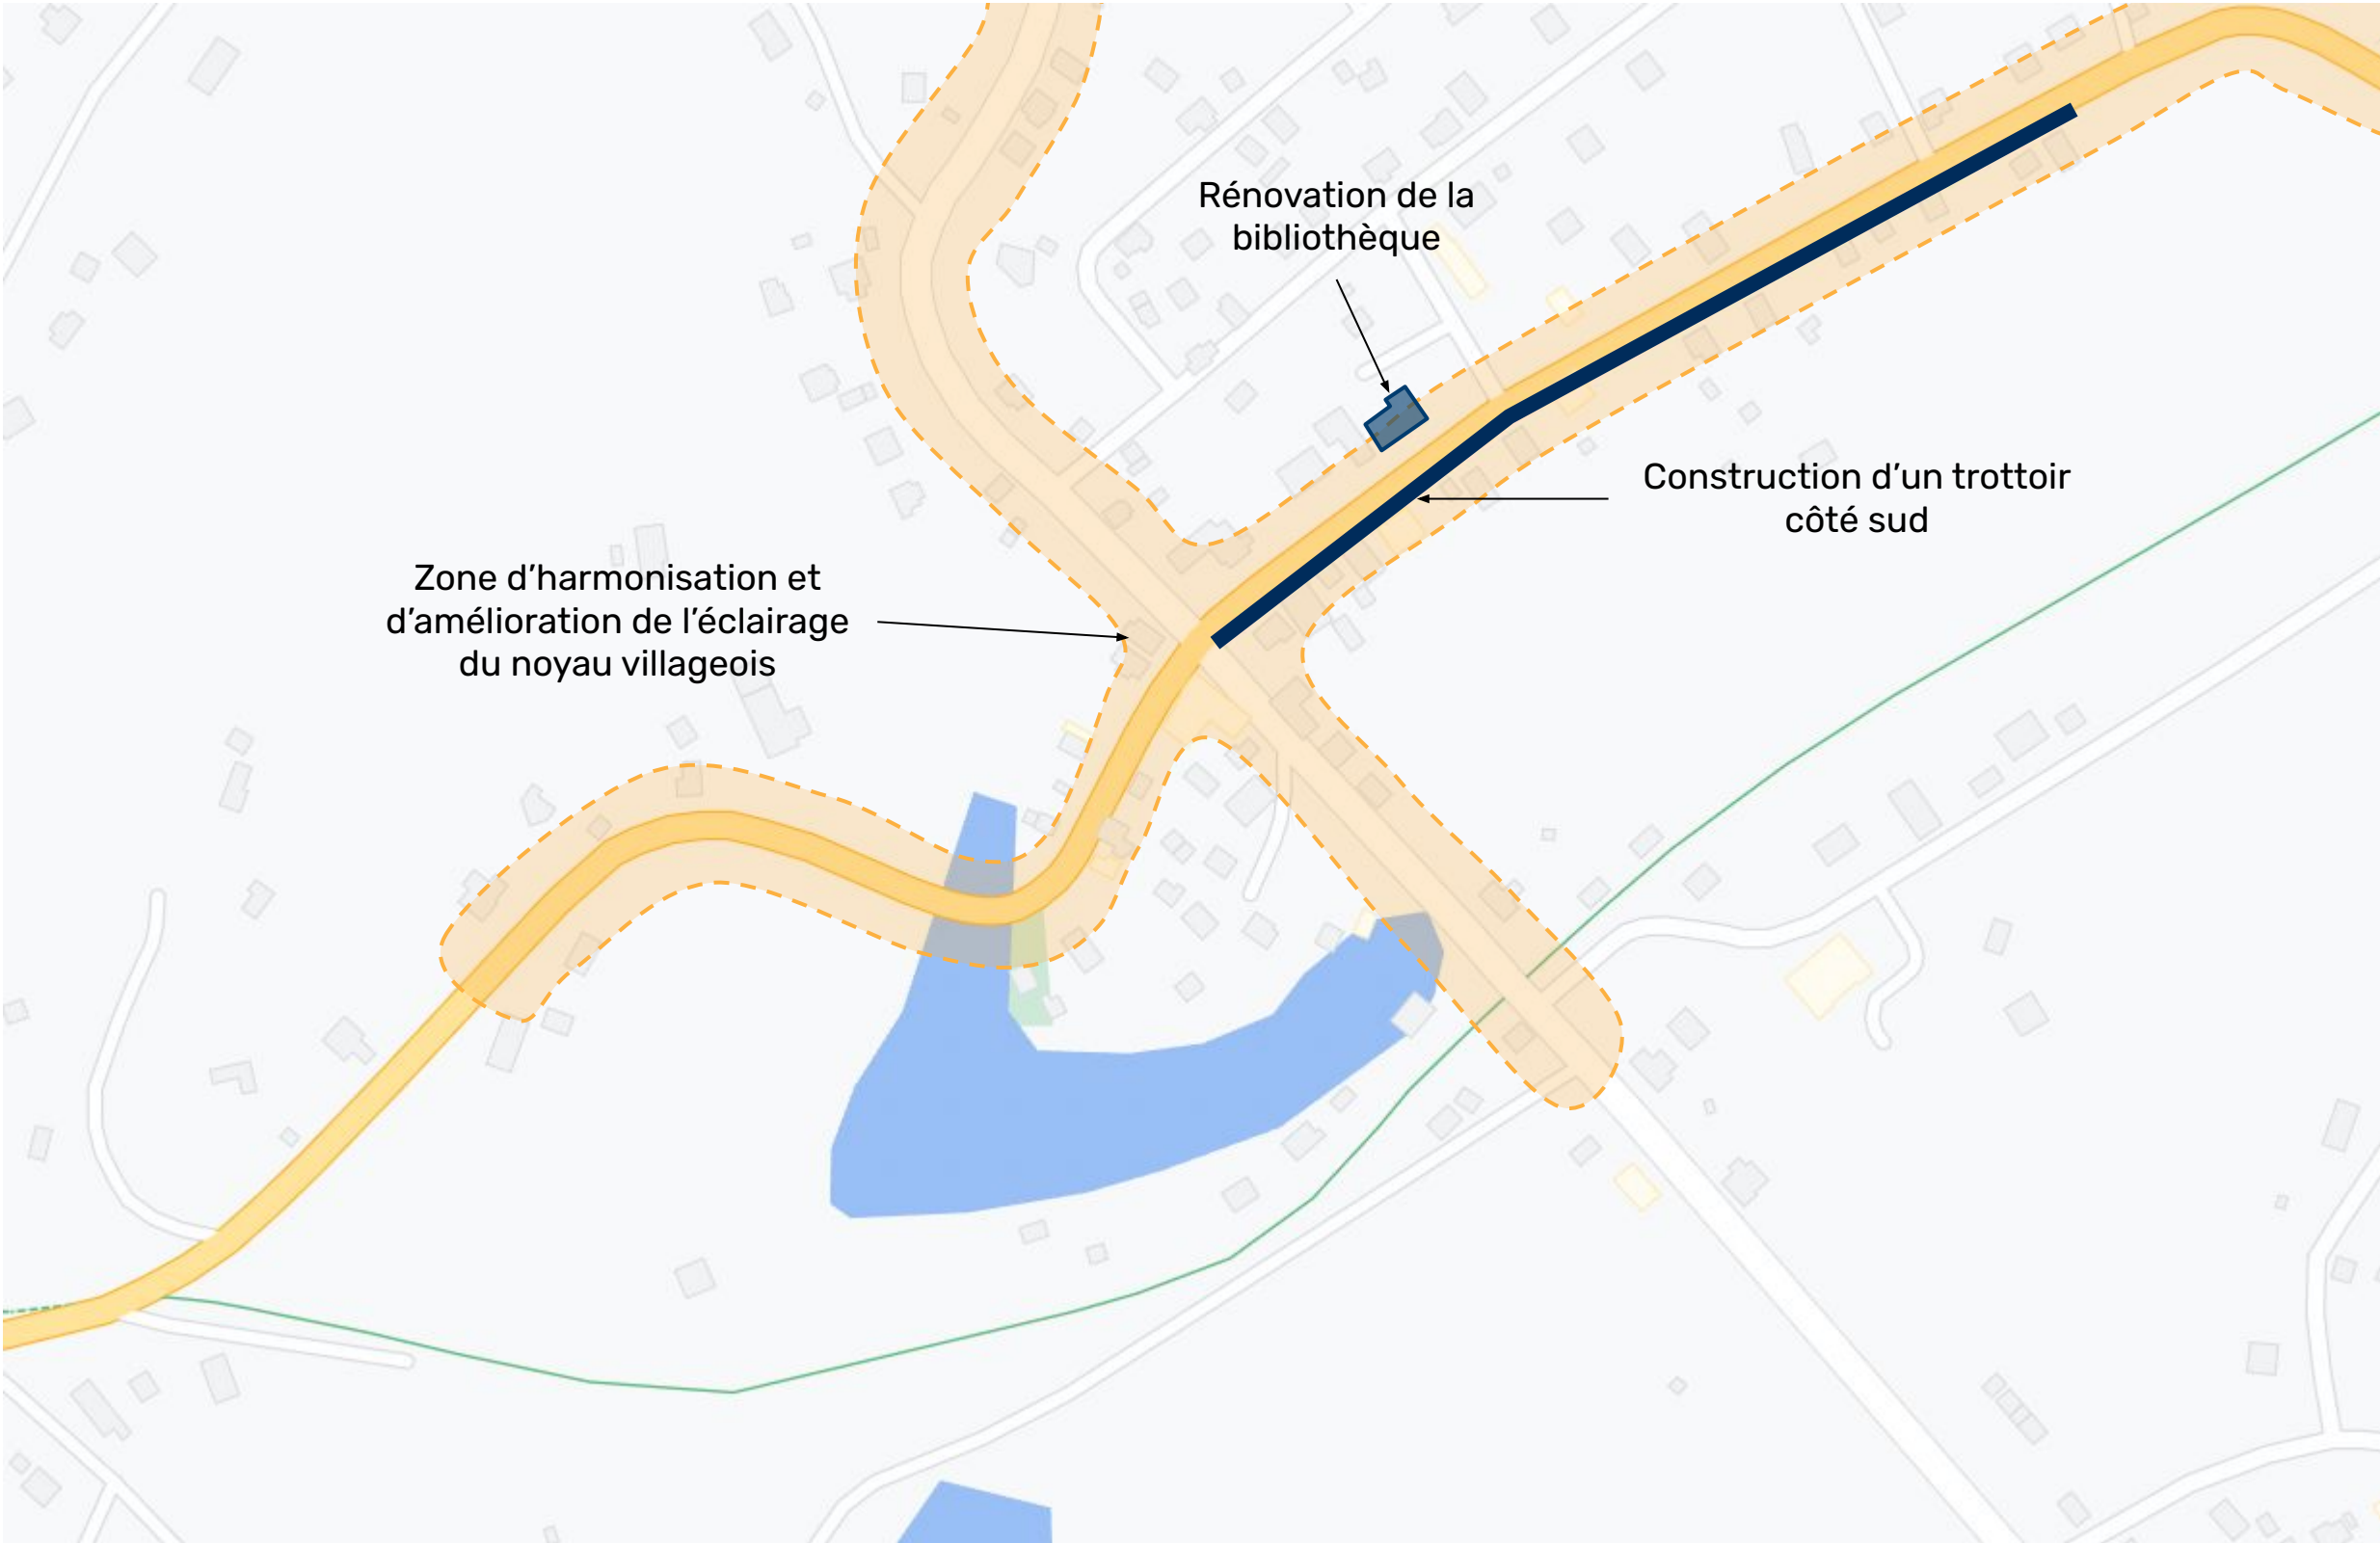 Rénovation de la
bibliothèque
Construction d’un trottoir
côté sud
Zone d’harmonisation et
d’amélioration de l’éclairage
du noyau villageois